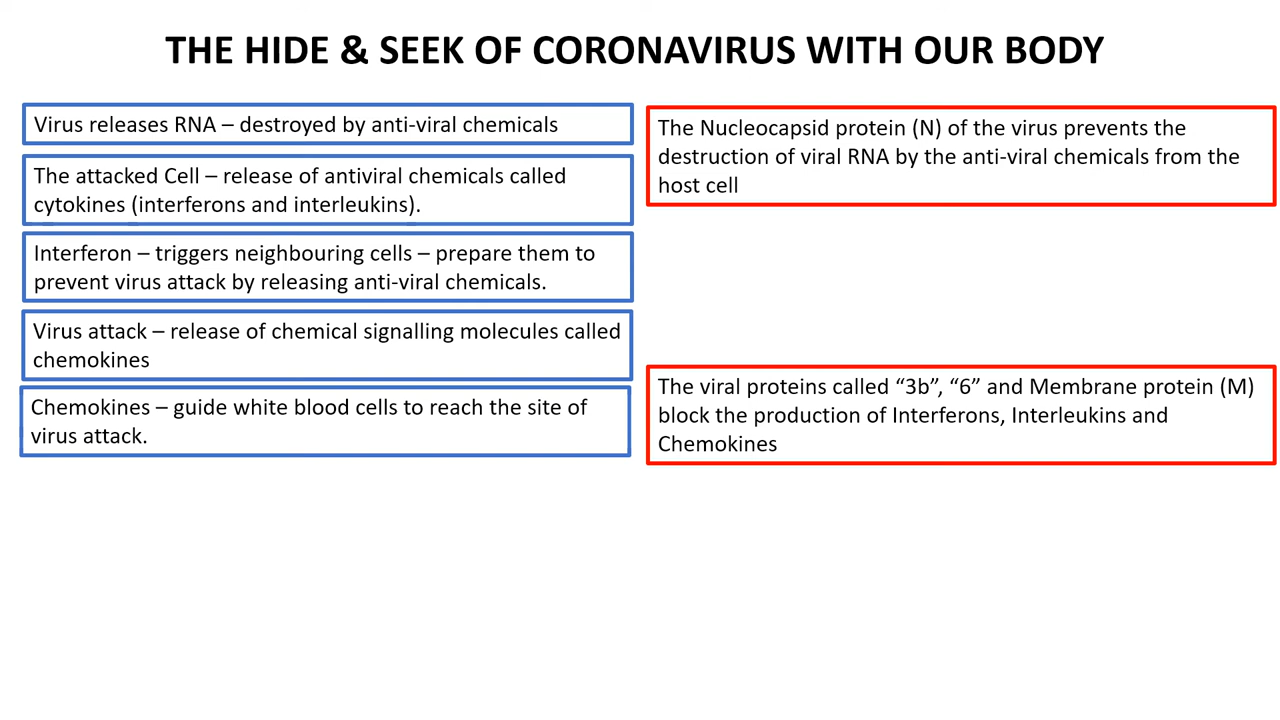 THE HIDE & SEEK OF CORONAVIRUS WITH OUR BODY
Virus releases RNA – destroyed by anti-viral chemicals
The attacked Cell – release of antiviral chemicals called
cytokines (interferons and interleukins).
Interferon – triggers neighbouring cells – prepare them to
prevent virus attack by releasing anti-viral chemicals.
Virus attack – release of chemical signalling molecules called
chemokines
Chemokines – guide white blood cells to reach the site of
virus attack.
The Nucleocapsid protein (N) of the virus prevents the
destruction of viral RNA by the anti-viral chemicals from the
host cell
The viral proteins called “3b”, “6” and Membrane protein (M)
block the production of Interferons, Interleukins and
Chemokines